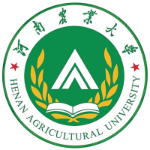 河南农业大学
HENAN AGRICULTURAL UNIVERSITY